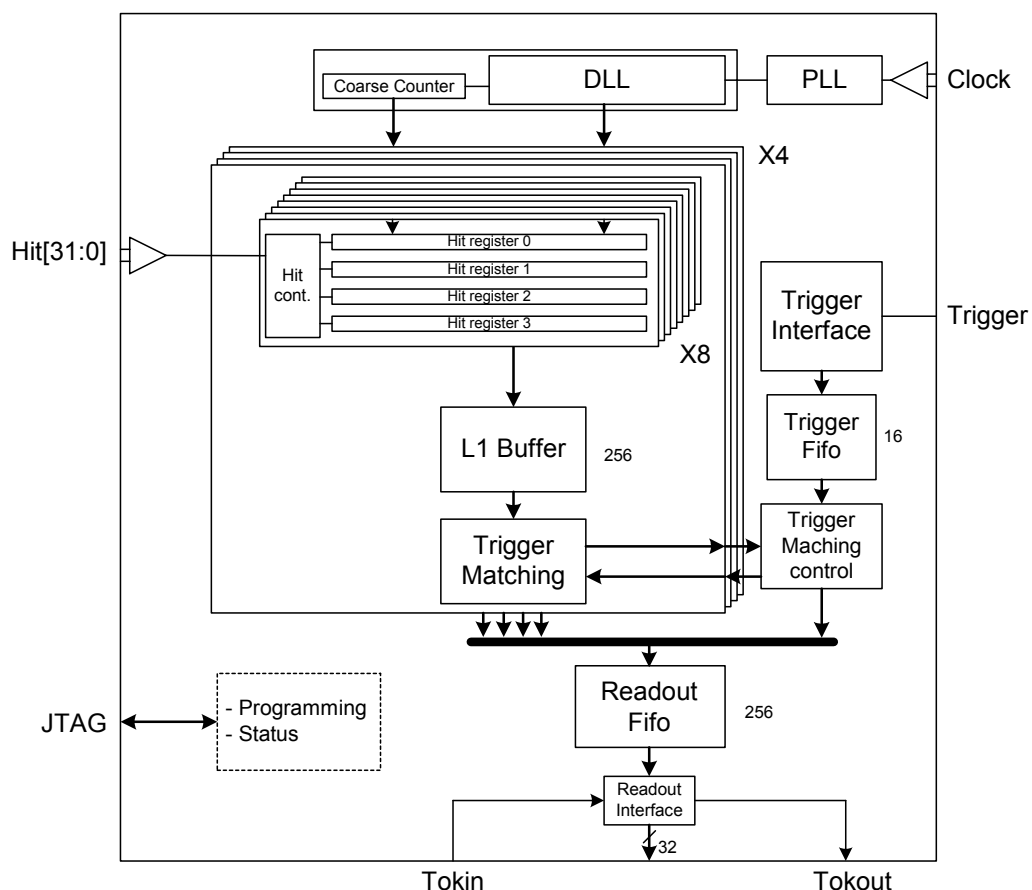 Coarse Counter
DLL
PLL
Clock
X4
Hit[31:0]
Hit
cont.
Hit register 0
Hit register 1
Hit register 2
Hit register 3
X8
Trigger
Interface
Trigger
Trigger
Fifo
16
L1 Buffer
256
Trigger
Matching
Trigger
Maching
control
Readout
Fifo
256
JTAG
- Programming
- Status
Readout
Interface
32
Tokin
Tokout